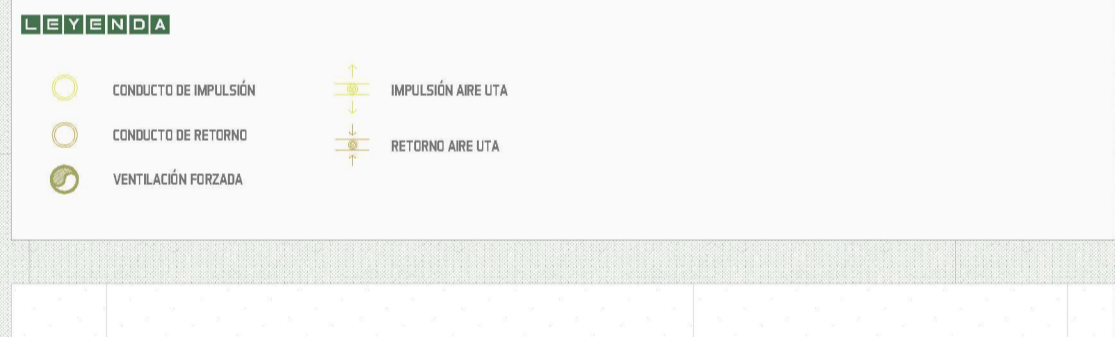 LEYENDA
CONDUCTO DE IMPULSIÓN
CONDUCTO DE RETORNO
VENTILACIÓN FORZADA
IMPULSIÓN AIRE UTA
RETORNO AIRE UTA